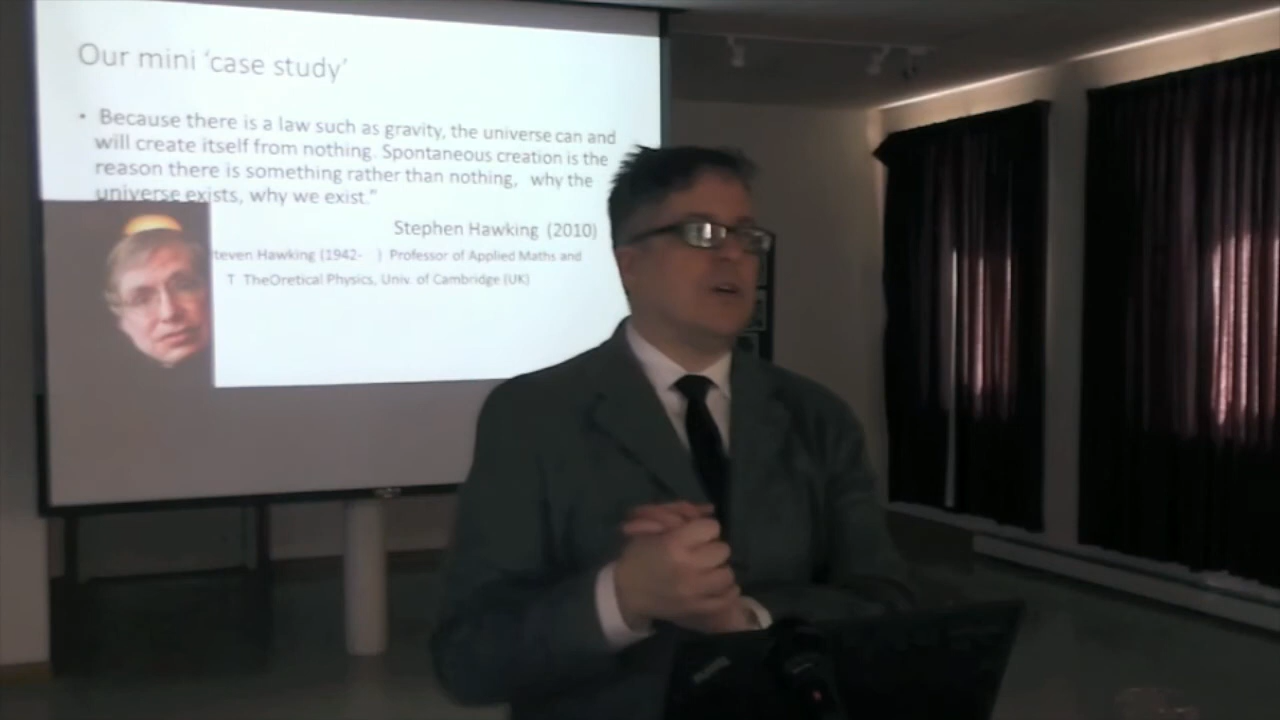 Our mini ‘case study’
• Because there is a law such as gravity, the universe can and
will create itself from nothing. Spontaneous creation is the
reason there is something rather than nothing, why the
universe exists, why we exist.”
Stephen Hawking (2010)
teven Hawking (1942- ) Professor of Applied Maths and
T TheOretical Physics, Univ. of Cambridge (UK)